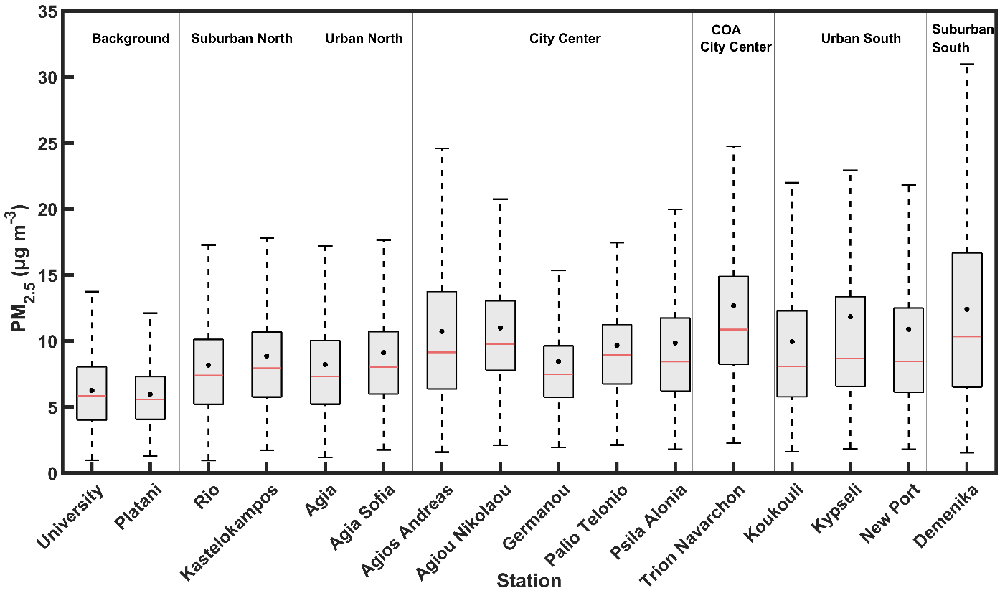 35
30
25
20
15
10
5
0
PM2.5 (µg m-3)
Background
Suburban North
Urban North
City Center
COA
City Center
Urban South
Suburban
South
University
Platani
Rio
Kastelokampos
Agia
Agia Sofia
Agios Andreas
Agiou Nikolaou
Germanou
Palio Telonio
Psila Alonia
Trion Navarchon
Koukouli
Kypseli
New Port
Demenika
Station